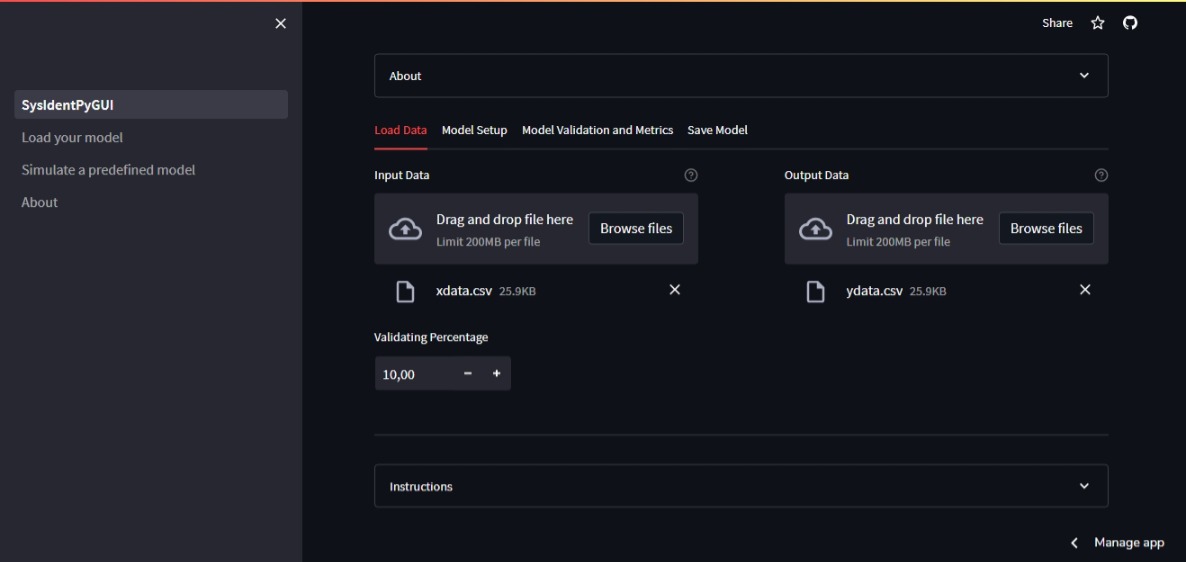 Share
SysIdentPyGUI
Load your model
Simulate a predefined model
About
About
Load Data Model Setup Model Validation and Metrics Save Model
Input Data
Drag and drop file here
Limit 200MB per file
Browse files
xdata.csv 25.9KB
Output Data
Drag and drop file here
Limit 200MB per file
Browse files
ydata.csv 25.9KB
Validating Percentage
10,00
Instructions
Manage app